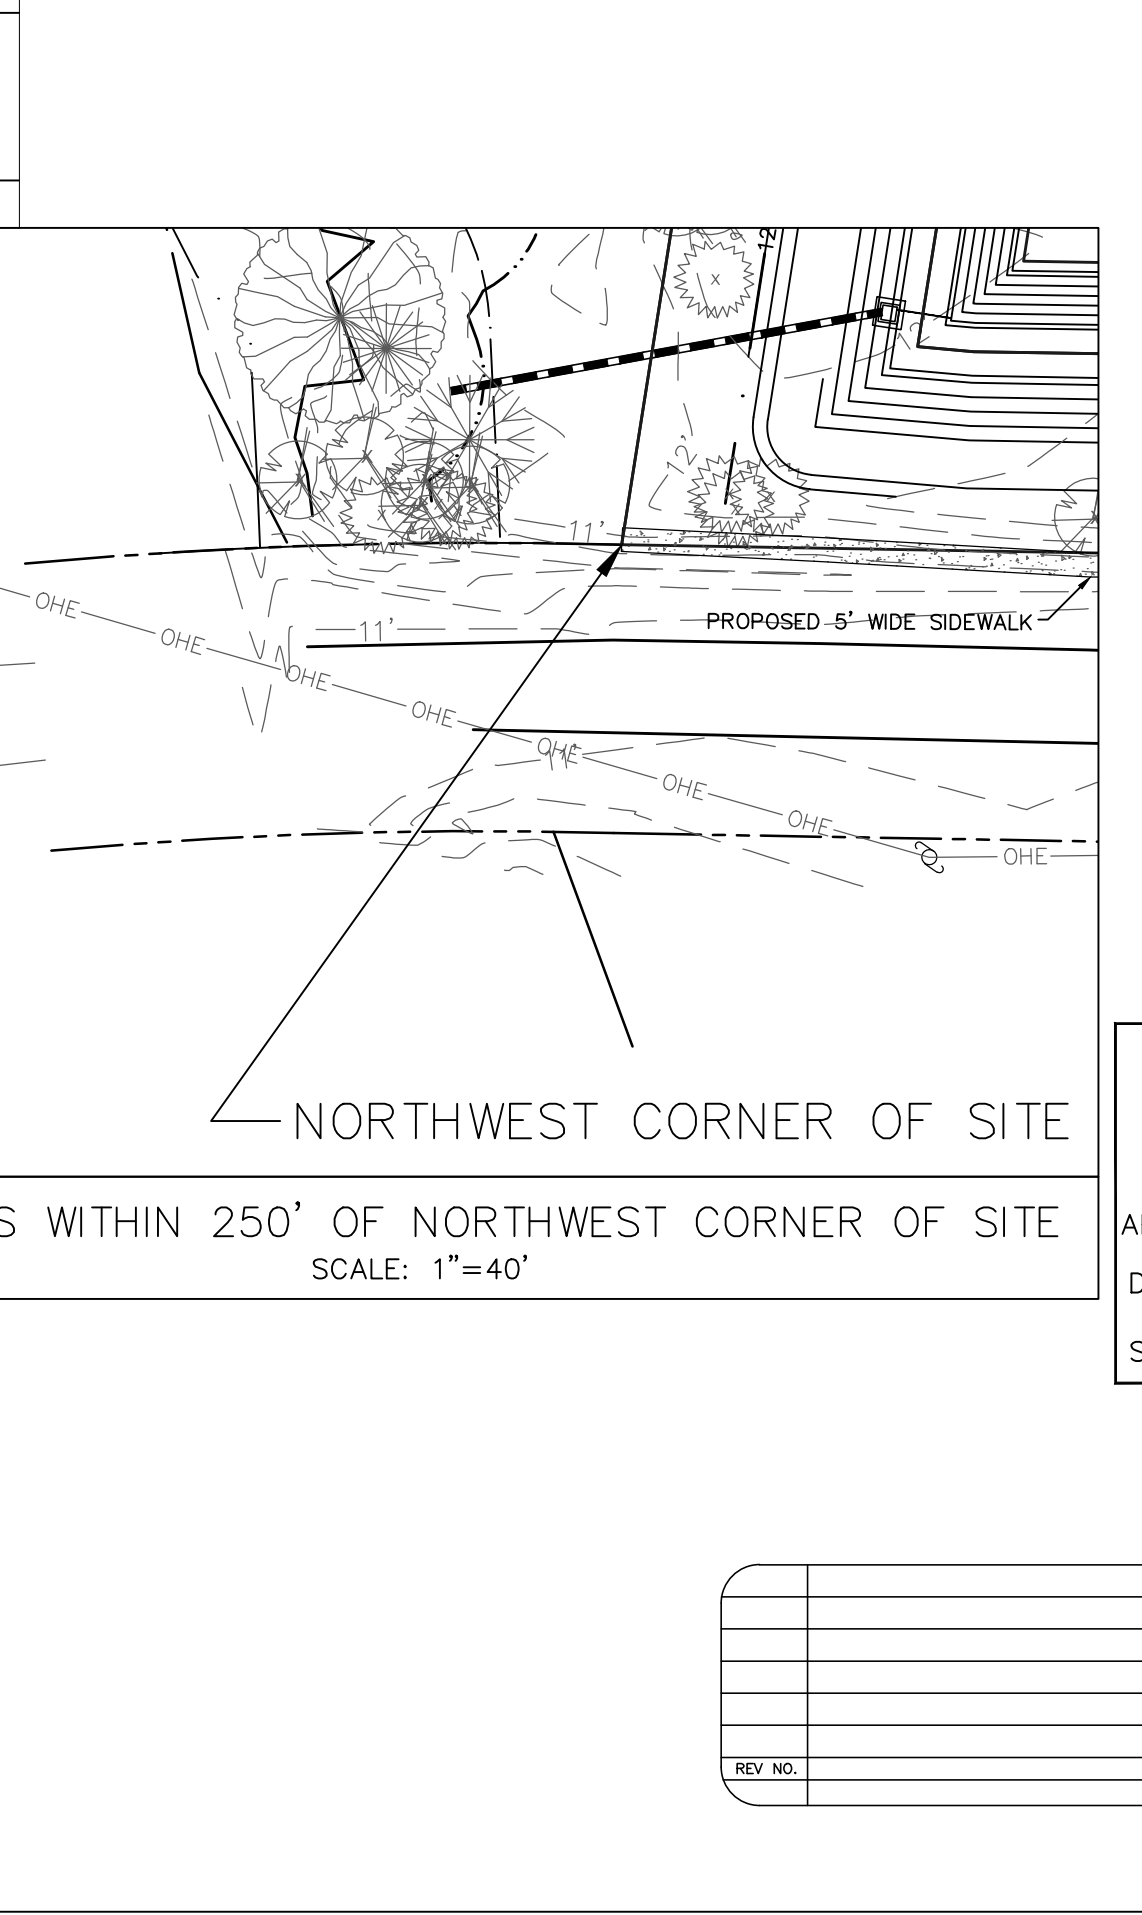 12
12'
11'
11'
PROPOSED 5' WIDE SIDEWALK
OHE
OHE
OHE
OHE
OHE
OHE
OHE
OHE
NORTHWEST CORNER OF SITE
S WITHIN 250' OF NORTHWEST CORNER OF SITE
SCALE: 1"=40'
D
S
REV NO.